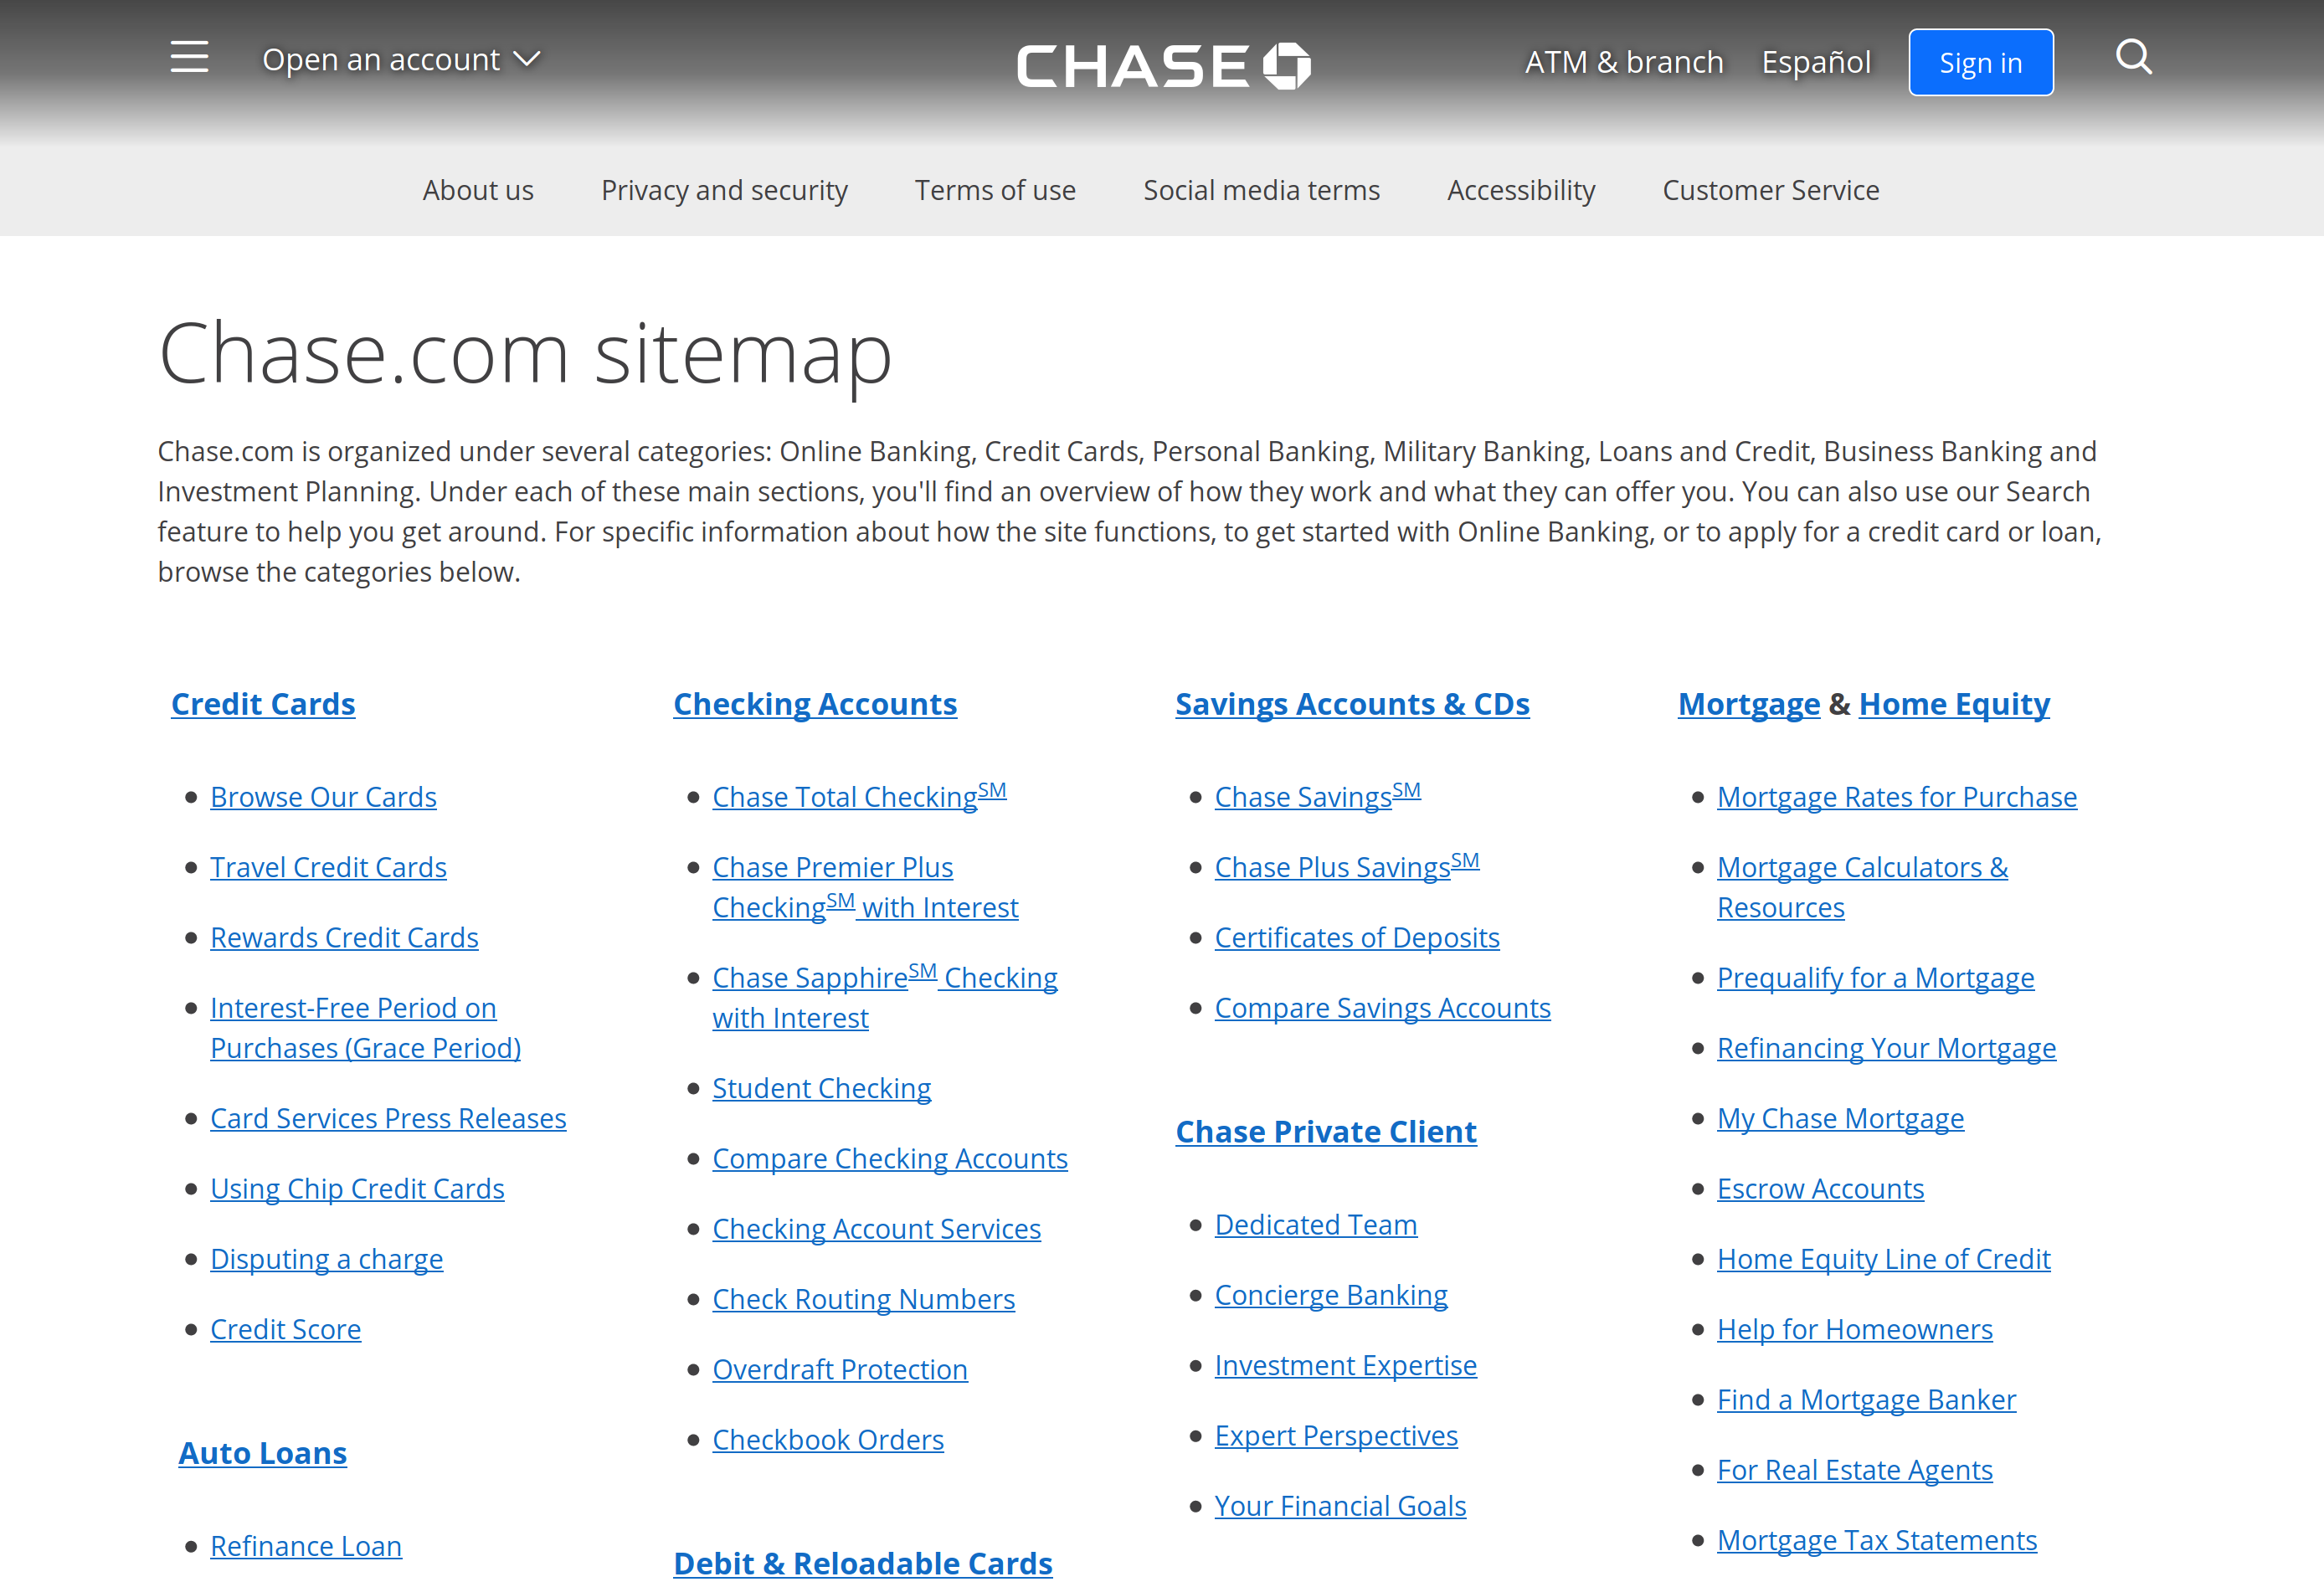 Open an account
CHASE
ATM & branch
Español
Sign in
About us
Privacy and security
Terms of use
Social media terms
Accessibility
Customer Service
Chase.com sitemap
Chase.com is organized under several categories: Online Banking, Credit Cards, Personal Banking, Military Banking, Loans and Credit, Business Banking and
Investment Planning. Under each of these main sections, you'll find an overview of how they work and what they can offer you. You can also use our Search
feature to help you get around. For specific information about how the site functions, to get started with Online Banking, or to apply for a credit card or loan,
browse the categories below.
Credit Cards
Browse Our Cards
Travel Credit Cards
Rewards Credit Cards
Interest-Free Period on
Purchases (Grace Period)
Card Services Press Releases
Using Chip Credit Cards
Disputing a charge
Credit Score
Auto Loans
Refinance Loan
Checking Accounts
Chase Total CheckingSM
Chase Premier Plus
CheckingSM with Interest
Chase SapphireSM Checking
with Interest
Student Checking
Compare Checking Accounts
Checking Account Services
Check Routing Numbers
Overdraft Protection
Checkbook Orders
Debit & Reloadable Cards
Savings Accounts & CDs
Chase SavingsSM
Chase Plus SavingsSM
Certificates of Deposits
Compare Savings Accounts
Chase Private Client
Dedicated Team
Concierge Banking
Investment Expertise
Expert Perspectives
Your Financial Goals
Mortgage & Home Equity
Mortgage Rates for Purchase
Mortgage Calculators &
Resources
Prequalify for a Mortgage
Refinancing Your Mortgage
My Chase Mortgage
Escrow Accounts
Home Equity Line of Credit
Help for Homeowners
Find a Mortgage Banker
For Real Estate Agents
Mortgage Tax Statements